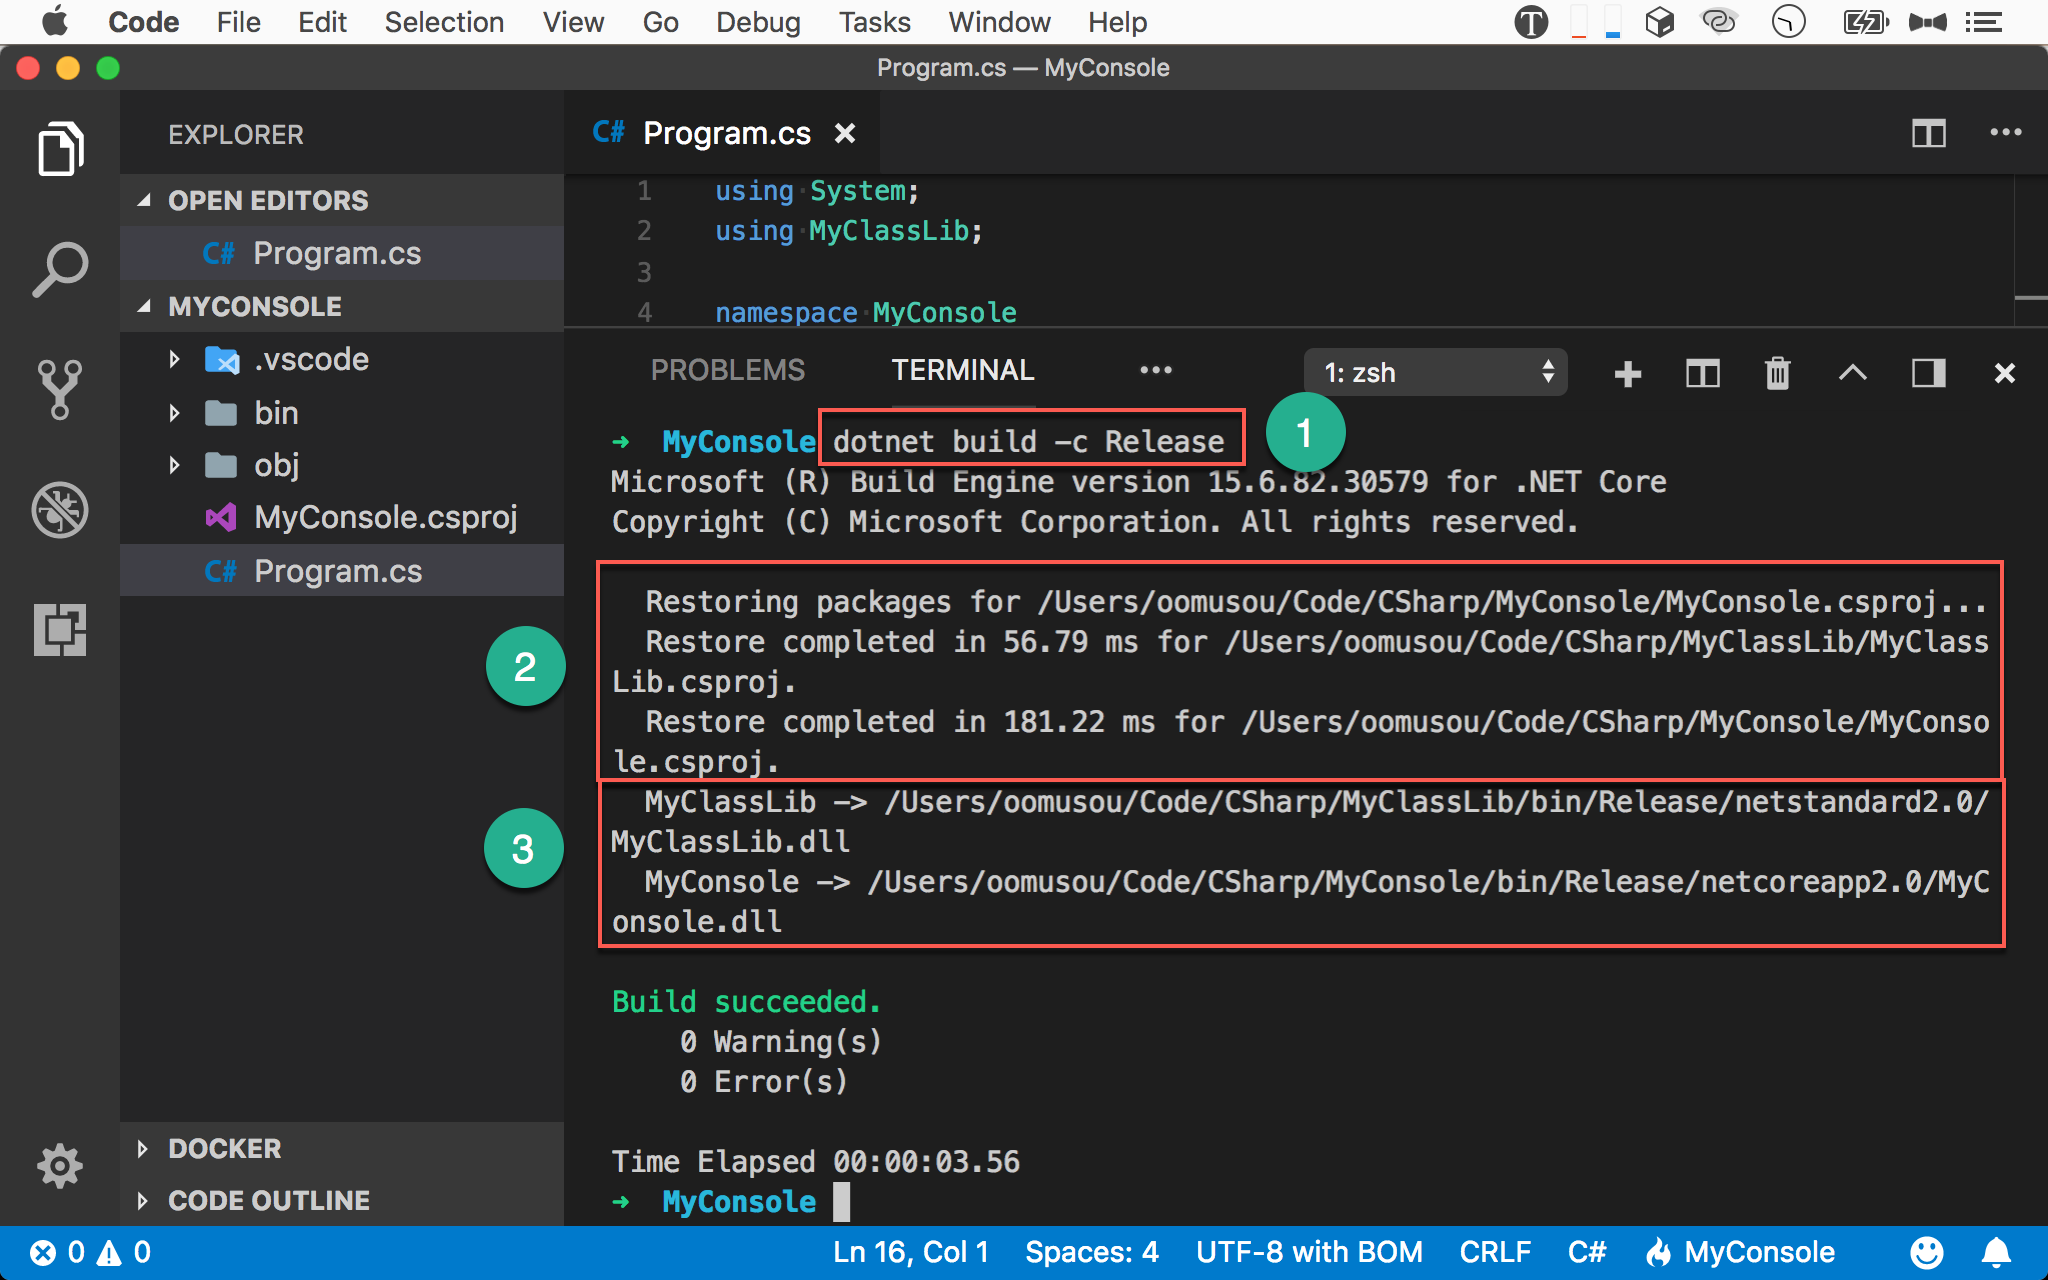 Code File Edit Selection View Go Debug Tasks Window Help
Program.cs — MyConsole
EXPLORER
OPEN EDITORS
C# Program.cs
MYCONSOLE
.vscode
bin
obj
MyConsole.csproj
C# Program.cs
DOCKER
CODE OUTLINE
C# Program.cs
1 using System;
2 using MyClassLib;
3
4 namespace MyConsole
PROBLEMS TERMINAL ••• 1: zsh
➜ MyConsole dotnet build -c Release
1
Microsoft (R) Build Engine version 15.6.82.30579 for .NET Core
Copyright (C) Microsoft Corporation. All rights reserved.
2
Restoring packages for /Users/oomusou/Code/CSharp/MyConsole/MyConsole.csproj...
Restore completed in 56.79 ms for /Users/oomusou/Code/CSharp/MyClassLib/MyClass
Lib.csproj.
Restore completed in 181.22 ms for /Users/oomusou/Code/CSharp/MyConsole/MyConso
le.csproj.
3
MyClassLib -> /Users/oomusou/Code/CSharp/MyClassLib/bin/Release/netstandard2.0/
MyClassLib.dll
MyConsole -> /Users/oomusou/Code/CSharp/MyConsole/bin/Release/netcoreapp2.0/MyC
onsole.dll
Build succeeded.
0 Warning(s)
0 Error(s)
Time Elapsed 00:00:03.56
➜ MyConsole
0 0 Ln 16, Col 1 Spaces: 4 UTF-8 with BOM CRLF C# MyConsole